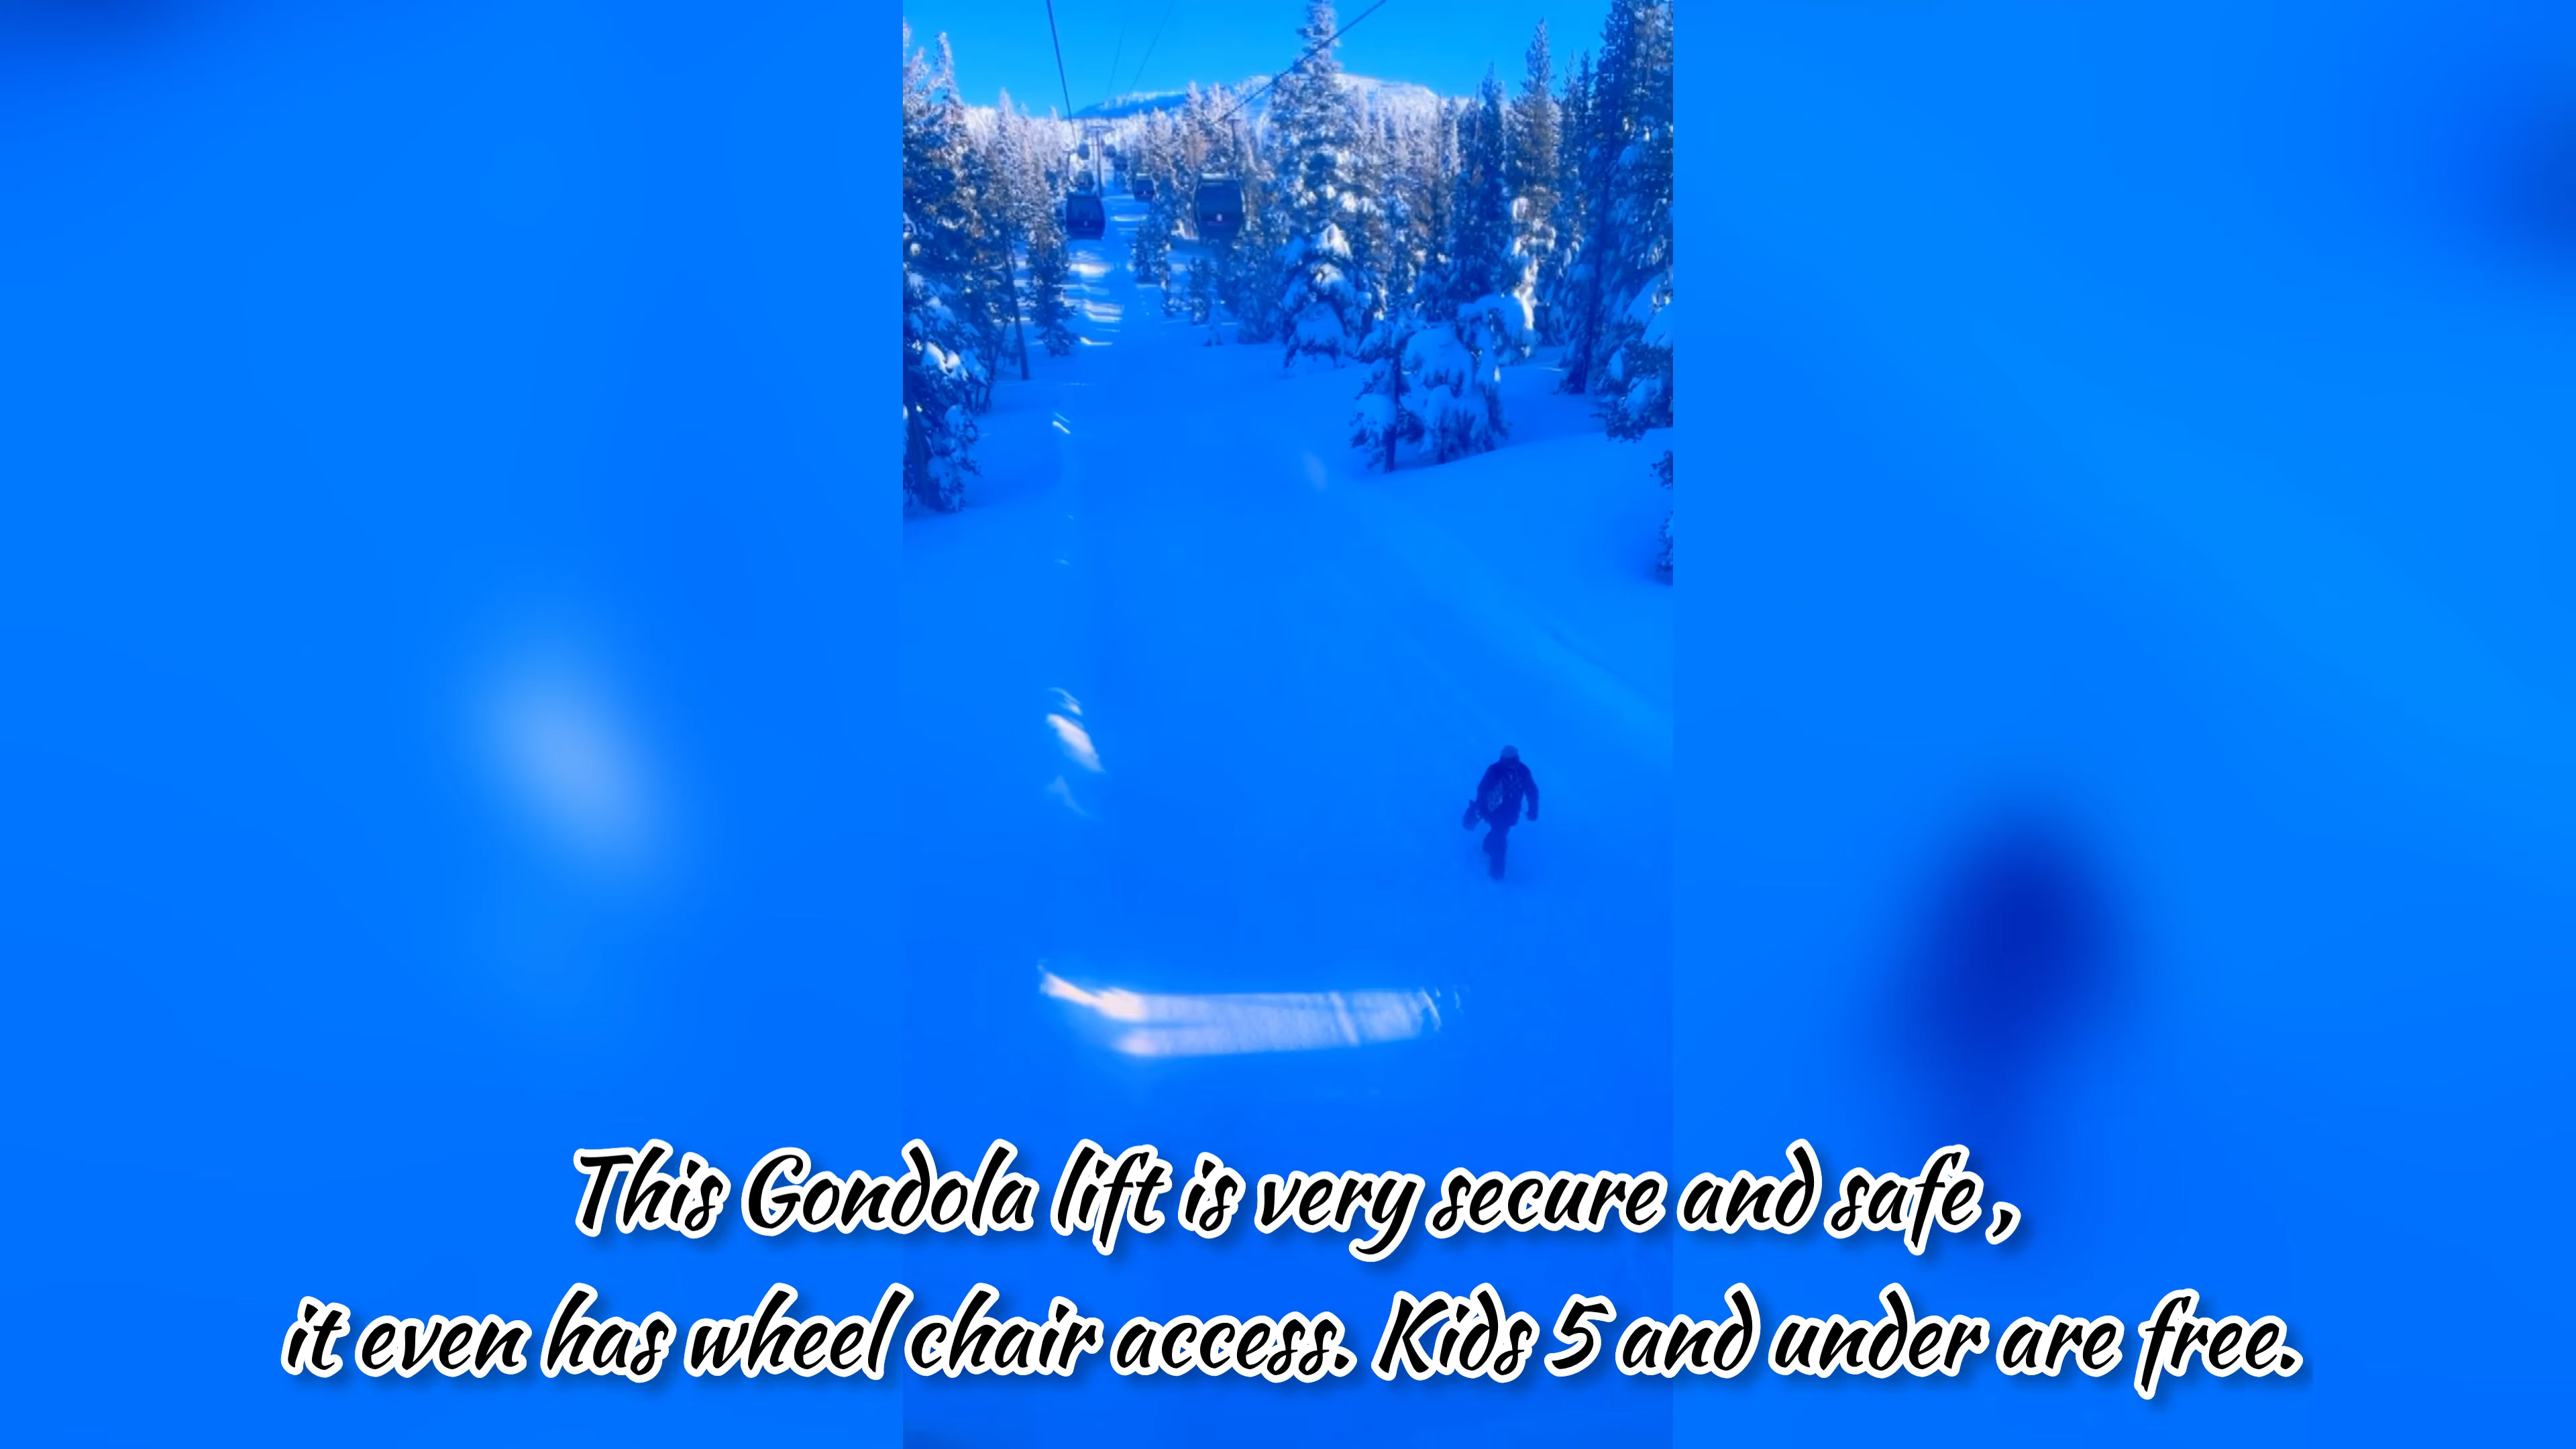 This Gondola lift is very secure and safe ,
it even has wheel chair access. Kids 5 and under are free.